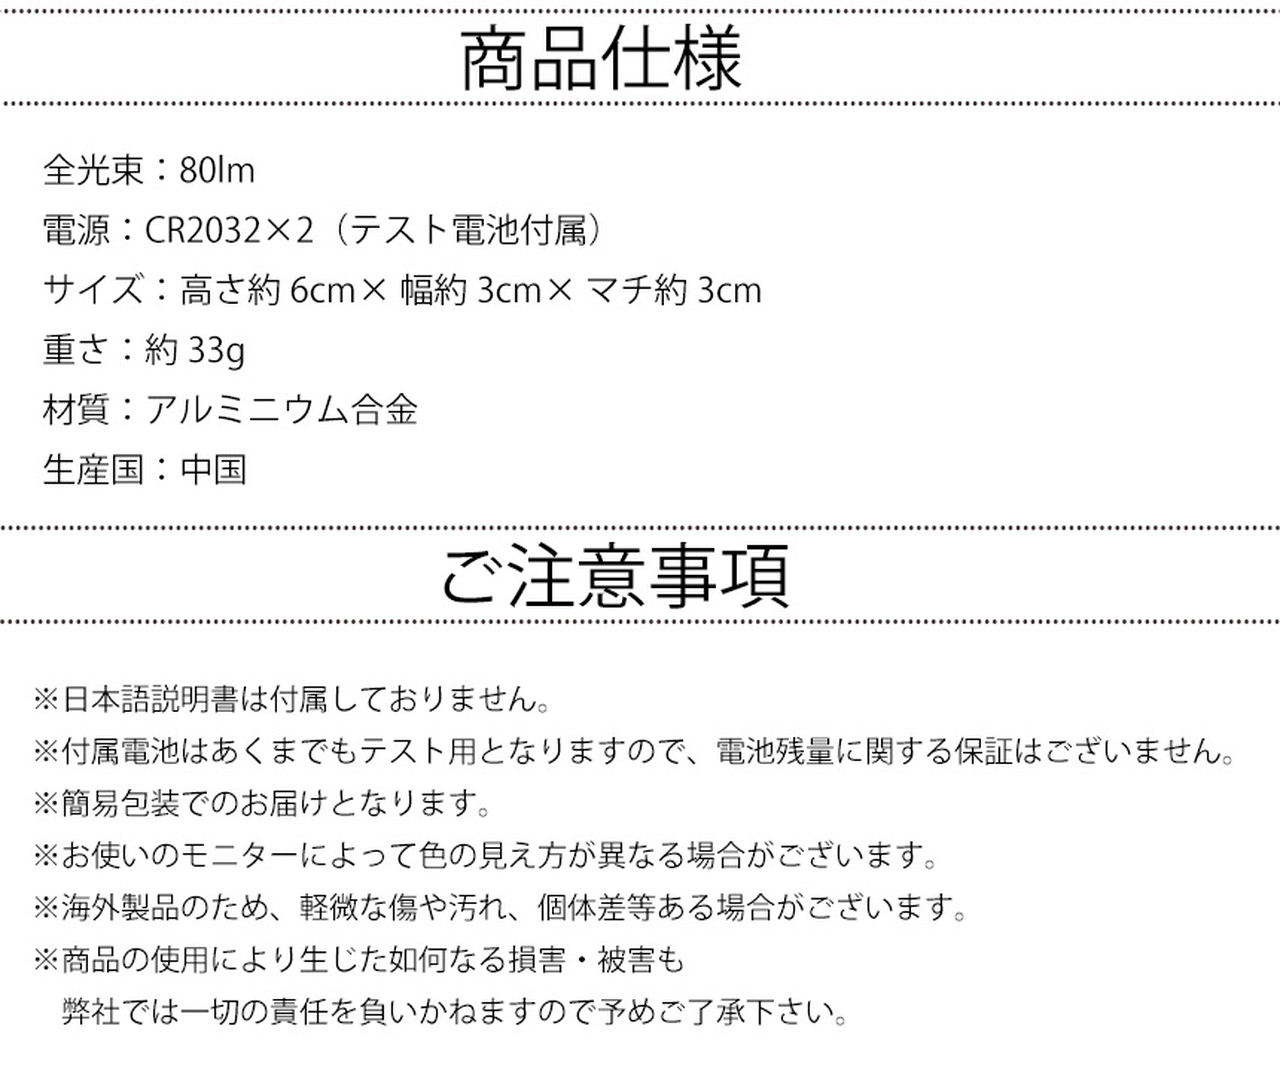 商品仕様
全光束：80lm
電源：CR2032×2（テスト電池付属）
サイズ：高さ約 6cm× 幅約 3cm× マチ約 3cm
重さ：約 33g
材質：アルミニウム合金
生産国：中国
ご注意事項
※日本語説明書は付属しておりません。
※付属電池はあくまでもテスト用となりますので、電池残量に関する保証はございません。
※簡易包装でのお届けとなります。
※お使いのモニターによって色の見え方が異なる場合がございます。
※海外製品のため、軽微な傷や汚れ、個体差等ある場合がございます。
※商品の使用により生じた如何なる損害・被害も
弊社では一切の責任を負いかねますので予めご了承下さい。